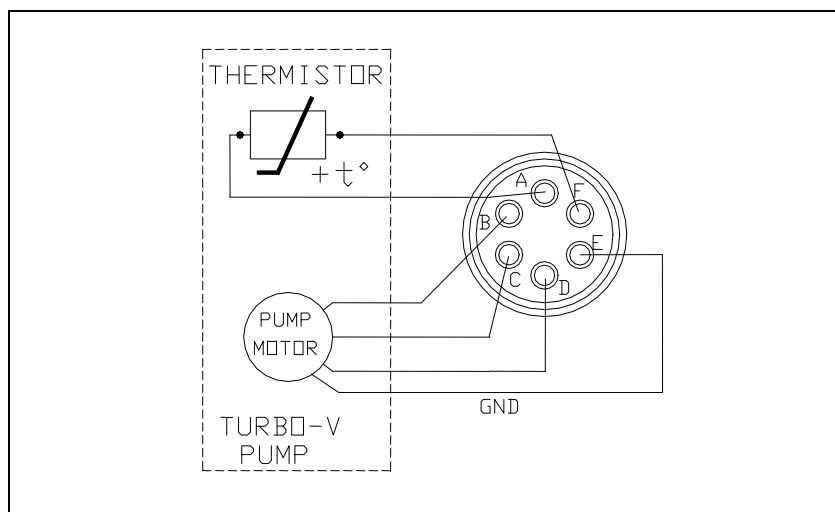 THERMISTOR
+t°
A
F
B
E
C
D
PUMP
MOTOR
GND
TURBO-V
PUMP